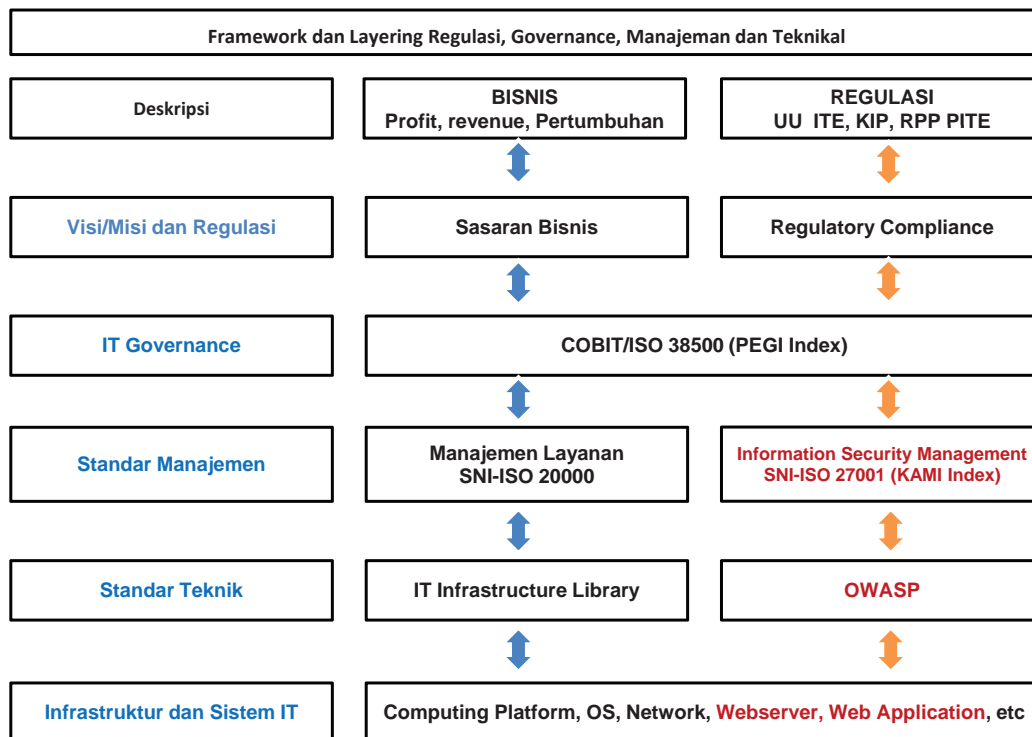 Framework dan Layering Regulasi, Governance, Manajeman dan Teknikal
Deskripsi
BISNIS
Profit, revenue, Pertumbuhan
REGULASI
UU ITE, KIP, RPP PITE
Visi/Misi dan Regulasi
Sasaran Bisnis
Regulatory Compliance
IT Governance
COBIT/ISO 38500 (PEGI Index)
Standar Manajemen
Manajemen Layanan
SNI-ISO 20000
Information Security Management
SNI-ISO 27001 (KAMI Index)
Standar Teknik
IT Infrastructure Library
OWASP
Infrastruktur dan Sistem IT
Computing Platform, OS, Network, Webserver, Web Application, etc